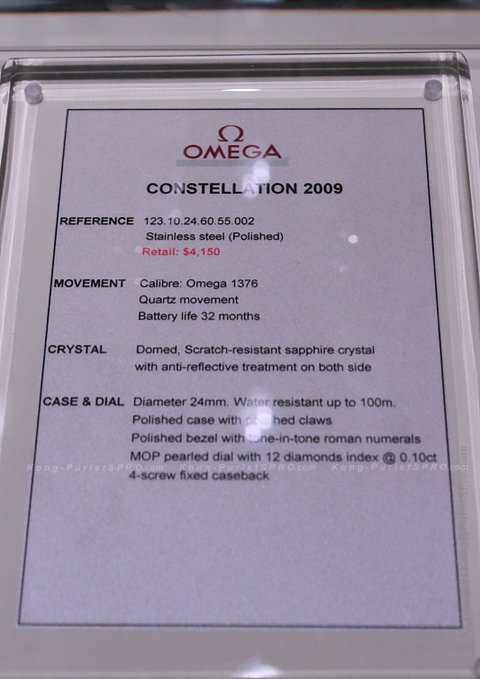 Ω
OMEGA
CONSTELLATION 2009
REFERENCE 123.10.24.60.55.002
Stainless steel (Polished)
Retail: $4,150
MOVEMENT Calibre: Omega 1376
Quartz movement
Battery life 32 months
CRYSTAL Domed, Scratch-resistant sapphire crystal
with anti-reflective treatment on both side
CASE & DIAL Diameter 24mm. Water resistant up to 100m.
Polished case with polished claws
Polished bezel with tone-in-tone roman numerals
MOP pearled dial with 12 diamonds index @ 0.10ct
Kong-PuristSPRO.com Kong-PuristSPRO.com Kong-PuristSPRO.com
4-screw fixed caseback